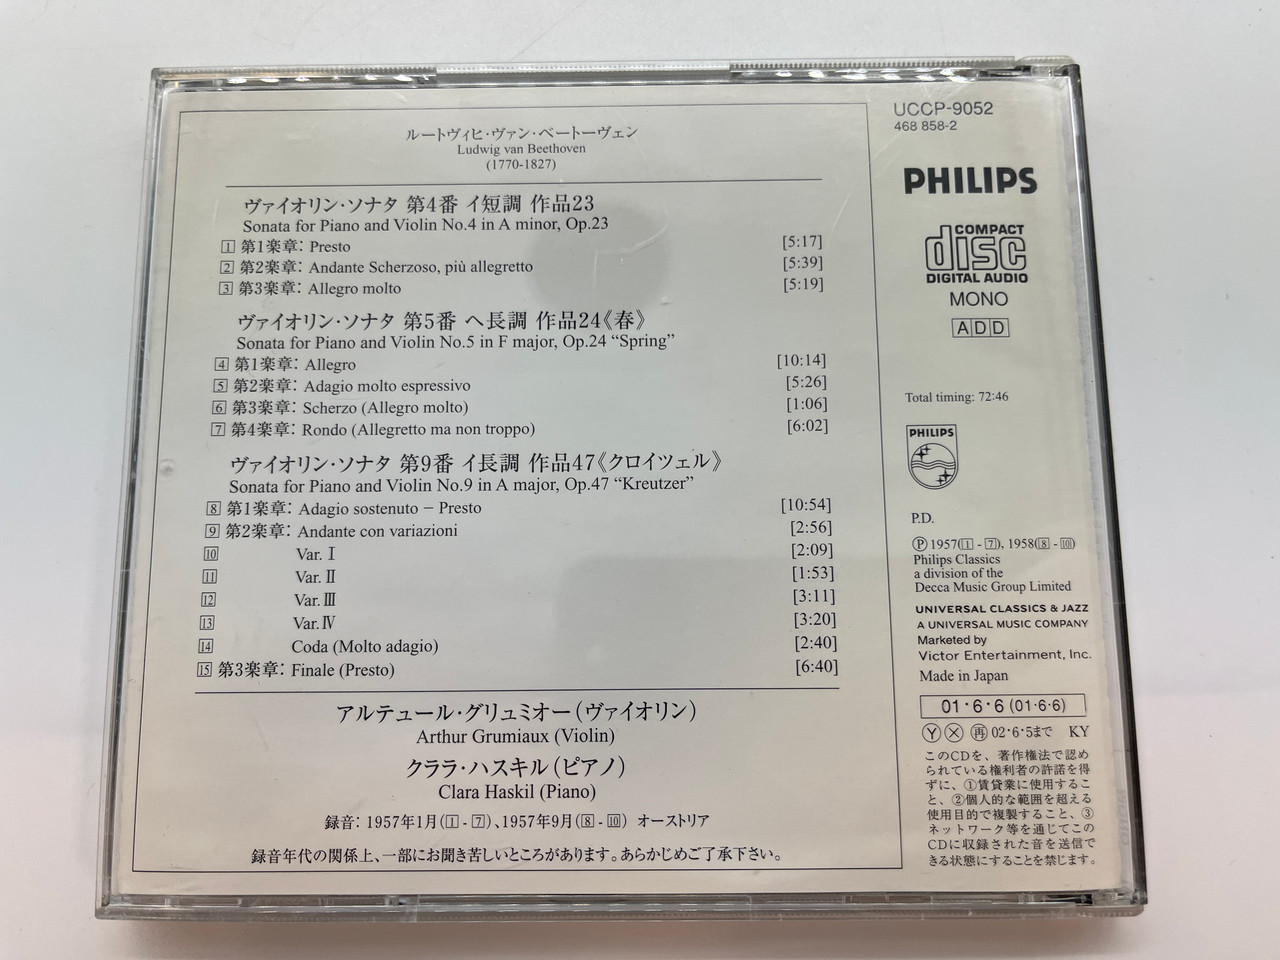 ルートヴィヒ・ヴァン・ベートーヴェン
Ludwig van Beethoven
(1770-1827)
ヴァイオリン・ソナタ 第4番 イ短調 作品23
Sonata for Piano and Violin No.4 in A minor, Op.23
1 第1楽章: Presto [5:17]
2 第2楽章: Andante Scherzoso, più allegretto [5:39]
3 第3楽章: Allegro molto [5:19]
ヴァイオリン・ソナタ 第5番 ヘ長調 作品24《春》
Sonata for Piano and Violin No.5 in F major, Op.24 “Spring”
4 第1楽章: Allegro [10:14]
5 第2楽章: Adagio molto espressivo [5:26]
6 第3楽章: Scherzo (Allegro molto) [1:06]
7 第4楽章: Rondo (Allegretto ma non troppo) [6:02]
ヴァイオリン・ソナタ 第9番 イ長調 作品47《クロイツェル》
Sonata for Piano and Violin No.9 in A major, Op.47 “Kreutzer”
8 第1楽章: Adagio sostenuto – Presto [10:54]
9 第2楽章: Andante con variazioni [2:56]
10 Var. Ⅰ [2:09]
11 Var. Ⅱ [1:53]
12 Var. Ⅲ [3:11]
13 Var. Ⅳ [3:20]
14 Coda (Molto adagio) [2:40]
15 第3楽章: Finale (Presto) [6:40]
アルテュール・グリュミオー(ヴァイオリン)
Arthur Grumiaux (Violin)
クララ・ハスキル(ピアノ)
Clara Haskil (Piano)
録音: 1957年1月(1 - 7)、1957年9月(8 - 10) オーストリア
録音年代の関係上、一部にお聞き苦しいところがあります。あらかじめご了承下さい。
UCCP-9052
468 858-2
PHILIPS
COMPACT
disc
DIGITAL AUDIO
MONO
ADD
Total timing: 72:46
PHILIPS
P.D.
Ⓟ 1957(1 - 7), 1958(8 - 10)
Philips Classics
a division of the
Decca Music Group Limited
UNIVERSAL CLASSICS & JAZZ
A UNIVERSAL MUSIC COMPANY
Marketed by
Victor Entertainment, Inc.
Made in Japan
01・6・6 (01・6・6)
Ⓨ Ⓧ 再 02・6・5まで KY
このCDを、著作権法で認め
られている権利者の許諾を得
ずに、①賃貸業に使用するこ
と、②個人的な範囲を超える
使用目的で複製すること、③
ネットワーク等を通じてこの
CDに収録された音を送信で
きる状態にすることを禁じます。